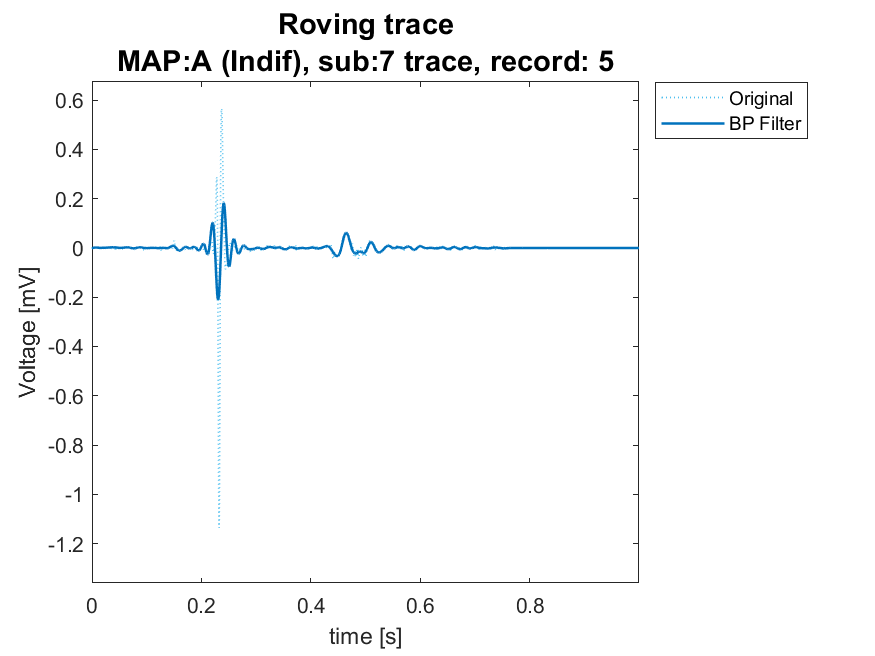 Roving trace
MAP:A (Indif), sub:7 trace, record: 5
Original
BP Filter
0.6
0.4
0.2
0
-0.2
-0.4
-0.6
-0.8
-1
-1.2
Voltage [mV]
0 0.2 0.4 0.6 0.8
time [s]